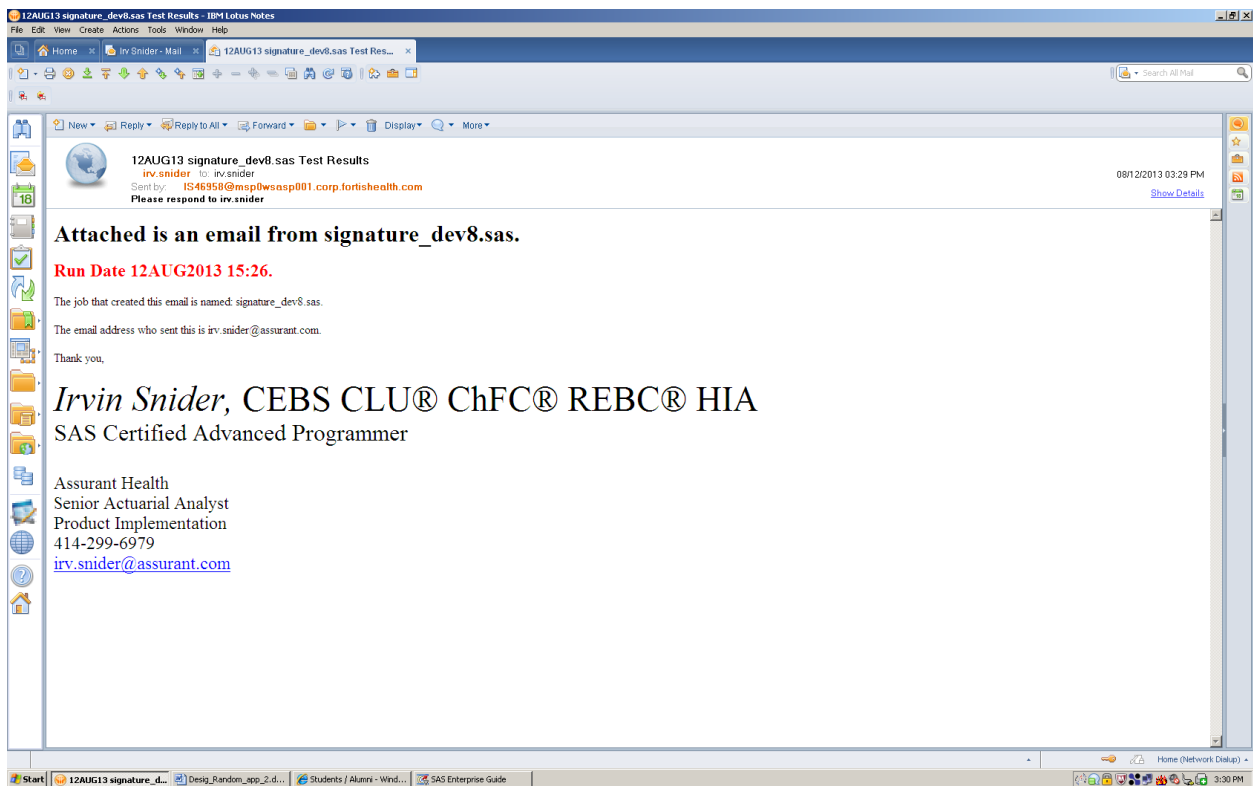 12AUG13 signature_dev8.sas Test Results - IBM Lotus Notes
File Edit View Create Actions Tools Window Help
Home Irv Snider - Mail 12AUG13 signature_dev8.sas Test Res...
Search All Mail
New Reply Reply to All Forward Display More
12AUG13 signature_dev8.sas Test Results
irv.snider to: irv.snider
08/12/2013 03:29 PM
Sent by: IS46958@msp0wsasp001.corp.fortishealth.com
Show Details
Please respond to irv.snider
18
Attached is an email from signature_dev8.sas.
Run Date 12AUG2013 15:26.
The job that created this email is named: signature_dev8.sas.
The email address who sent this is irv.snider@assurant.com.
Thank you,
Irvin Snider, CEBS CLU® ChFC® REBC® HIA
SAS Certified Advanced Programmer
Assurant Health
Senior Actuarial Analyst
Product Implementation
414-299-6979
irv.snider@assurant.com
Home (Network Dialup)
Start 12AUG13 signature_d... Desig_Random_app_2.d... Students / Alumni - Wind... SAS Enterprise Guide 3:30 PM